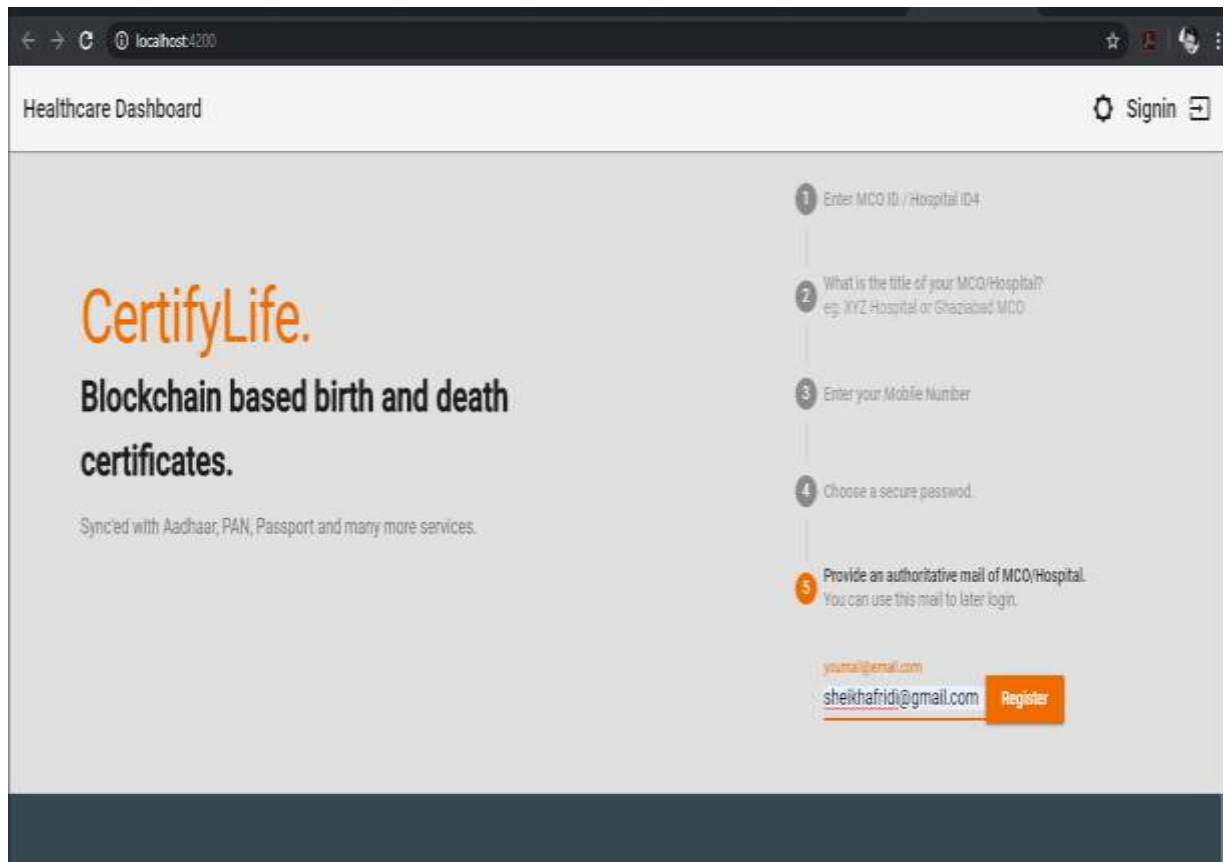 localhost:4200
Healthcare Dashboard
Signin
1 Enter MCO ID / Hospital ID4
2 What is the title of your MCO/Hospital?
eg. XYZ Hospital or Ghaziabad MCO
3 Enter your Mobile Number
4 Choose a secure passwod.
5 Provide an authoritative mail of MCO/Hospital.
You can use this mail to later login.
youmail@email.com
sheikhafridi@gmail.com Register
CertifyLife.
Blockchain based birth and death
certificates.
Sync'ed with Aadhaar, PAN, Passport and many more services.